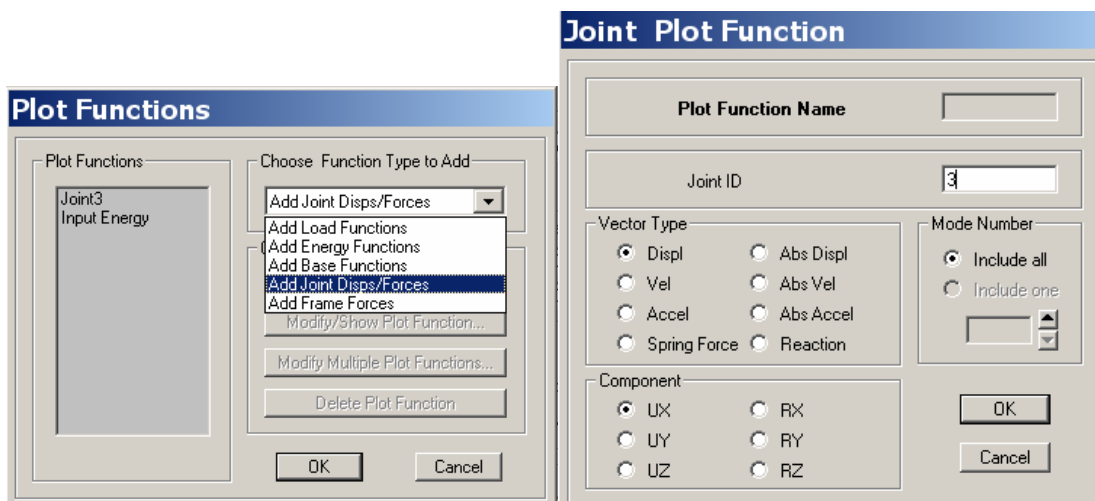 Plot Functions
Plot Functions
Joint3
Input Energy
Choose Function Type to Add
Add Joint Disps/Forces
Add Load Functions
Add Energy Functions
Add Base Functions
Add Joint Disps/Forces
Add Frame Forces
Modify/Show Plot Function...
Modify Multiple Plot Functions...
Delete Plot Function
OK
Cancel
Joint Plot Function
Plot Function Name
Joint ID
3
Vector Type
Displ
Abs Displ
Vel
Abs Vel
Accel
Abs Accel
Spring Force
Reaction
Mode Number
Include all
Include one
Component
UX
RX
UY
RY
UZ
RZ
OK
Cancel